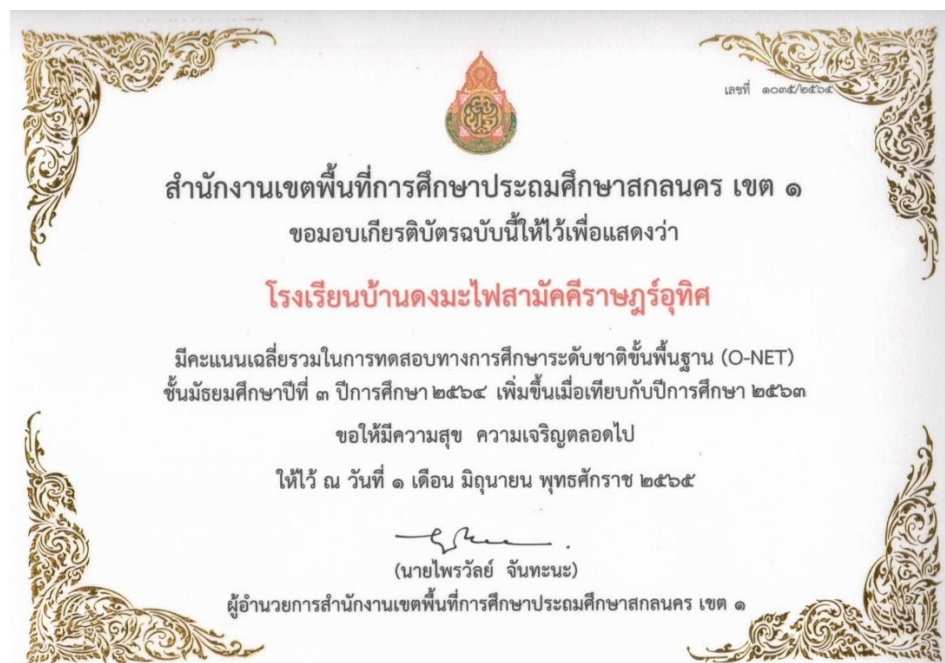 เลขที่ ๑๐๓๕/๒๕๖๕
สำนักงานเขตพื้นที่การศึกษาประถมศึกษาสกลนคร เขต ๑
ขอมอบเกียรติบัตรฉบับนี้ให้ไว้เพื่อแสดงว่า
โรงเรียนบ้านดงมะไฟสามัคคีราษฎร์อุทิศ
มีคะแนนเฉลี่ยรวมในการทดสอบทางการศึกษาระดับชาติขั้นพื้นฐาน (O-NET)
ชั้นมัธยมศึกษาปีที่ ๓ ปีการศึกษา ๒๕๖๔ เพิ่มขึ้นเมื่อเทียบกับปีการศึกษา ๒๕๖๓
ขอให้มีความสุข ความเจริญตลอดไป
ให้ไว้ ณ วันที่ ๑ เดือน มิถุนายน พุทธศักราช ๒๕๖๕
(นายไพรวัลย์ จันทะนะ)
ผู้อำนวยการสำนักงานเขตพื้นที่การศึกษาประถมศึกษาสกลนคร เขต ๑